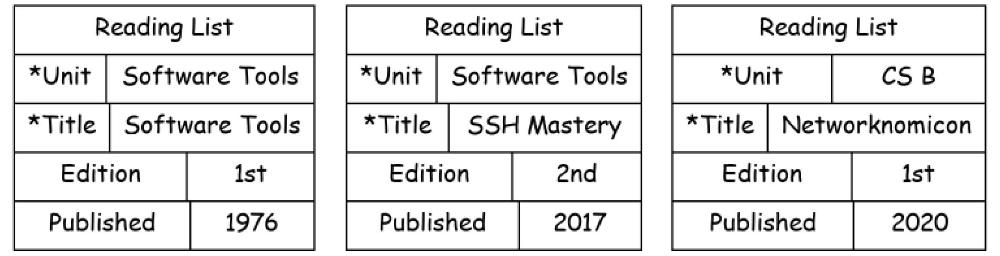 Reading List
*Unit Software Tools
*Title Software Tools
Edition 1st
Published 1976
Reading List
*Unit Software Tools
*Title SSH Mastery
Edition 2nd
Published 2017
Reading List
*Unit CS B
*Title Networknomicon
Edition 1st
Published 2020